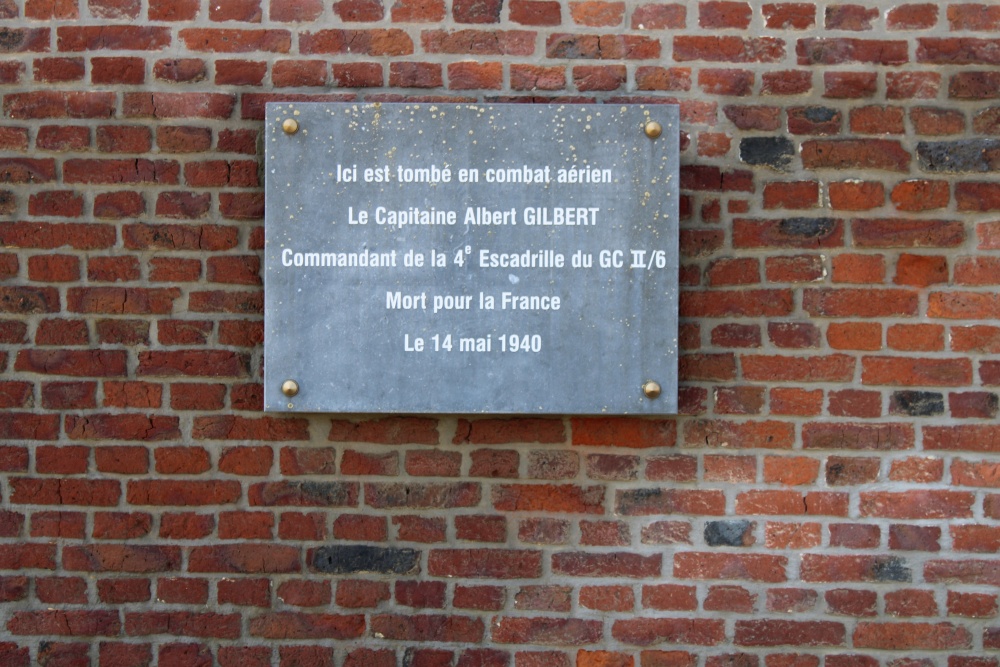 Ici est tombé en combat aérien
Le Capitaine Albert GILBERT
Commandant de la 4e Escadrille du GC II/6
Mort pour la France
Le 14 mai 1940